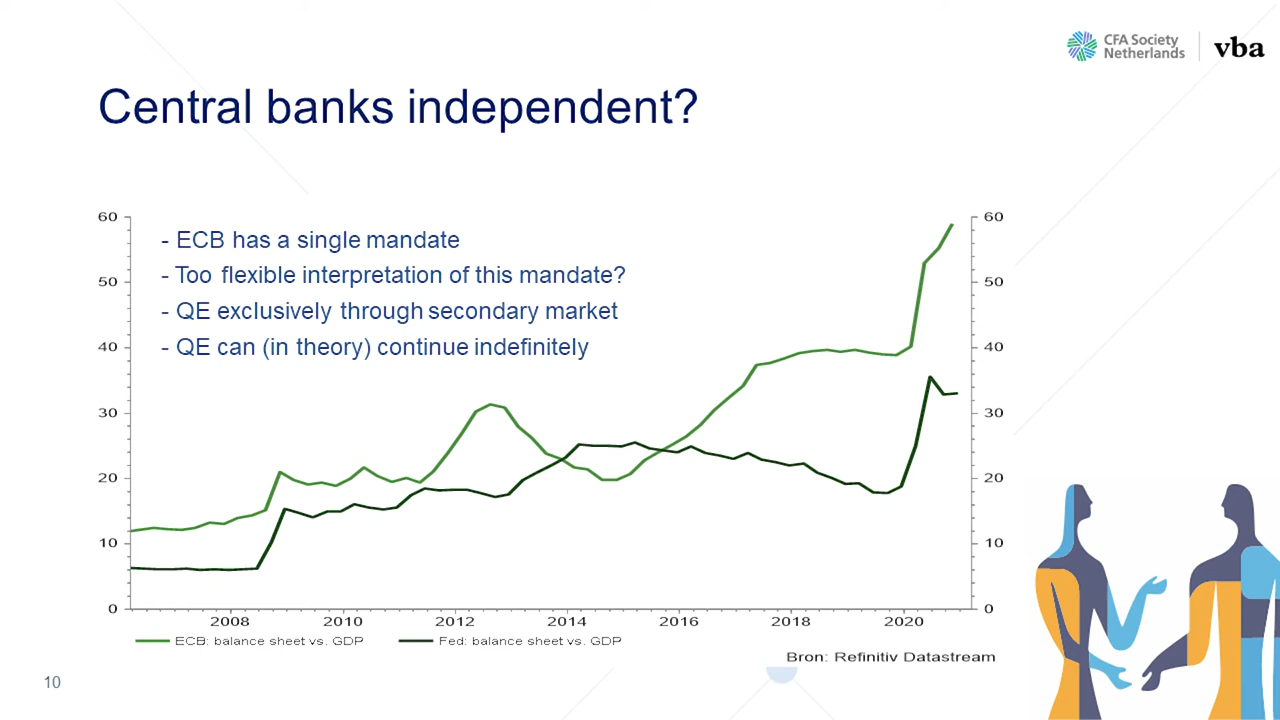 CFA Society
Netherlands
vba
Central banks independent?
60
50
40
30
20
10
0
- ECB has a single mandate
- Too flexible interpretation of this mandate?
- QE exclusively through secondary market
- QE can (in theory) continue indefinitely
60
50
40
30
20
10
0
2008 2010 2012 2014 2016 2018 2020
ECB: balance sheet vs. GDP Fed: balance sheet vs. GDP
Bron: Refinitiv Datastream
10